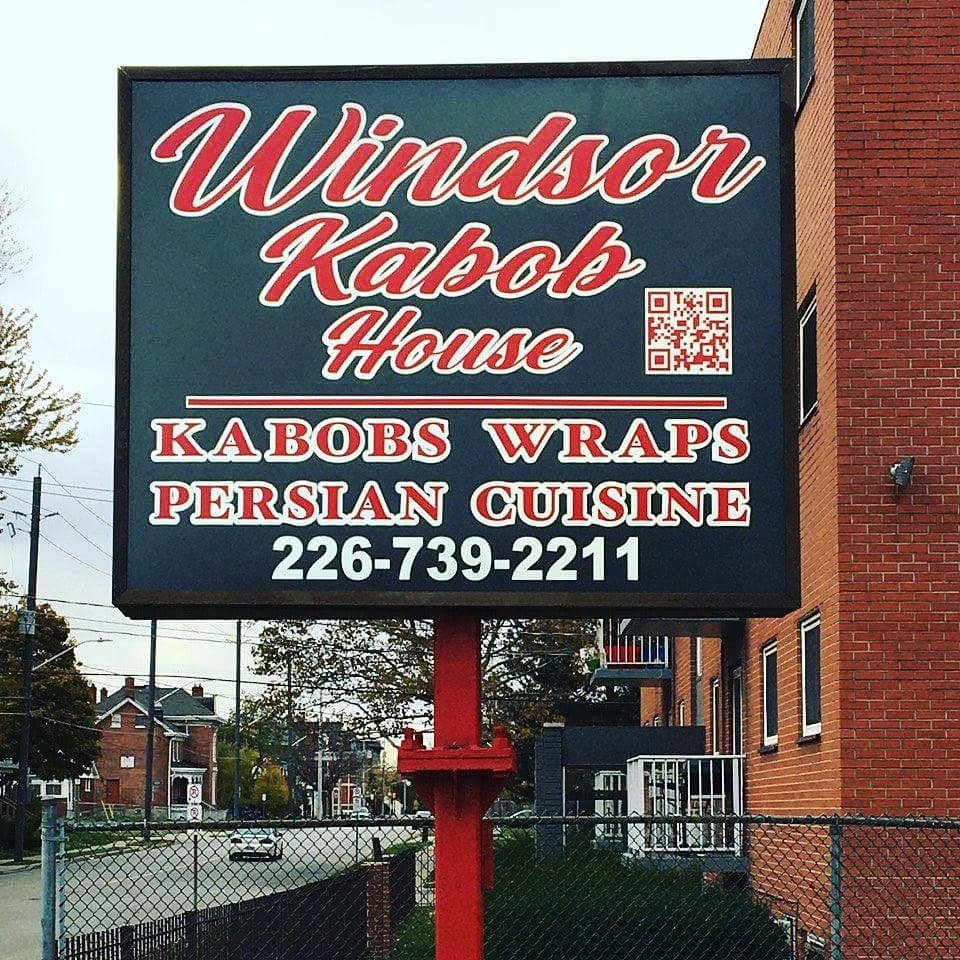 Windsor
Kabob
House
KABOBS WRAPS
PERSIAN CUISINE
226-739-2211